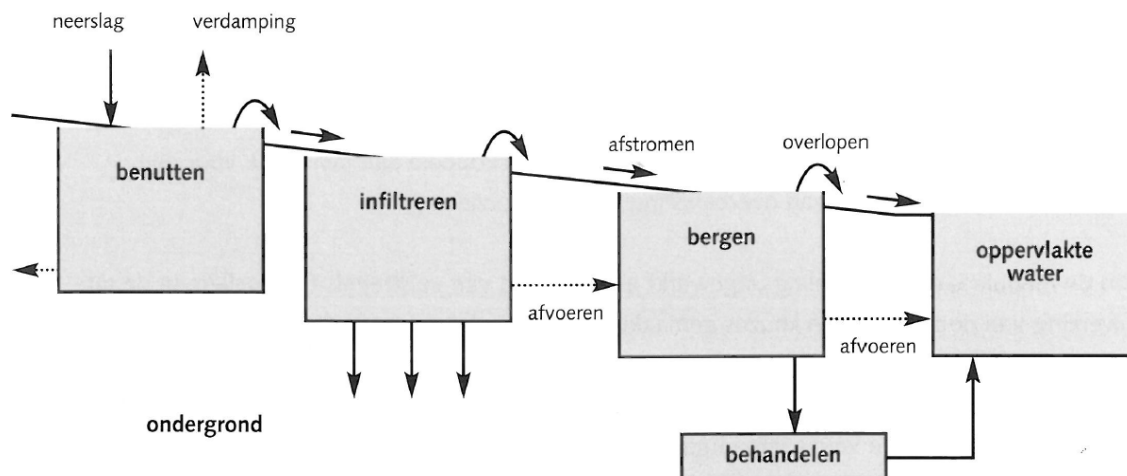 neerslag
verdamping
benutten
infiltreren
afstromen
overlopen
bergen
oppervlakte
water
afvoeren
afvoeren
ondergrond
behandelen